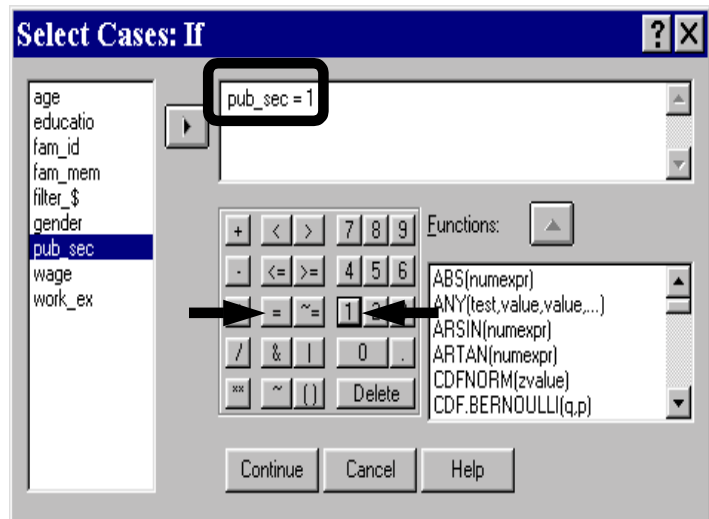 Select Cases: If
? X
age
educatio
fam_id
fam_mem
filter_$
gender
pub_sec
wage
work_ex
pub_sec = 1
+ < > 7 8 9
- <= >= 4 5 6
= ~= 1
/ & | 0 .
** ~ () Delete
Functions:
ABS(numexpr)
ANY(test,value,value,...)
ARSIN(numexpr)
ARTAN(numexpr)
CDFNORM(zvalue)
CDF.BERNOULLI(q,p)
Continue Cancel Help